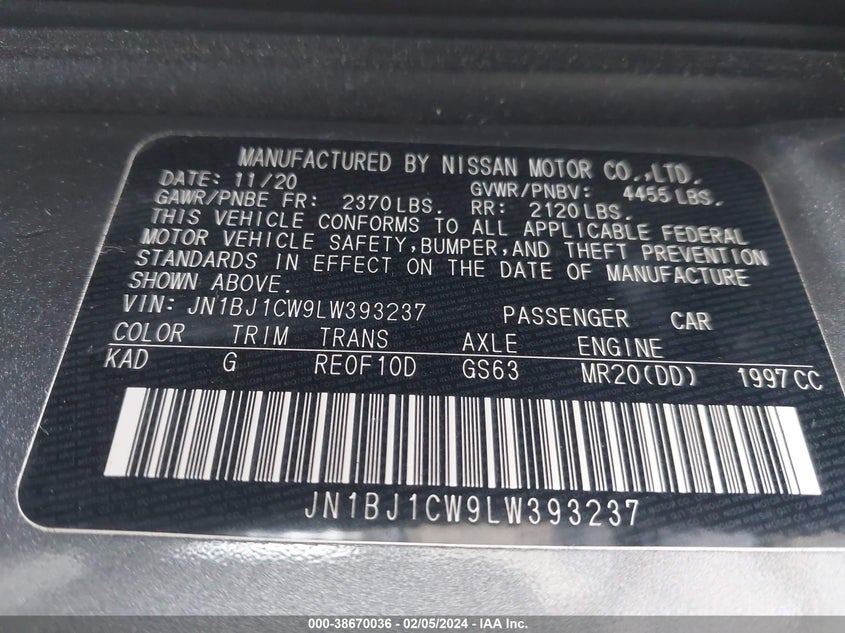 MANUFACTURED BY NISSAN MOTOR CO.,LTD.
DATE: 11/20 GVWR/PNBV: 4455 LBS.
GAWR/PNBE FR: 2370 LBS. RR: 2120 LBS.
THIS VEHICLE CONFORMS TO ALL APPLICABLE FEDERAL
MOTOR VEHICLE SAFETY, BUMPER, AND THEFT PREVENTION
STANDARDS IN EFFECT ON THE DATE OF MANUFACTURE
SHOWN ABOVE.
VIN: JN1BJ1CW9LW393237 PASSENGER CAR
COLOR TRIM TRANS AXLE ENGINE
KAD G RE0F10D GS63 MR20(DD) 1997 CC
JN1BJ1CW9LW393237
000-38670036 - 02/05/2024 - IAA Inc.